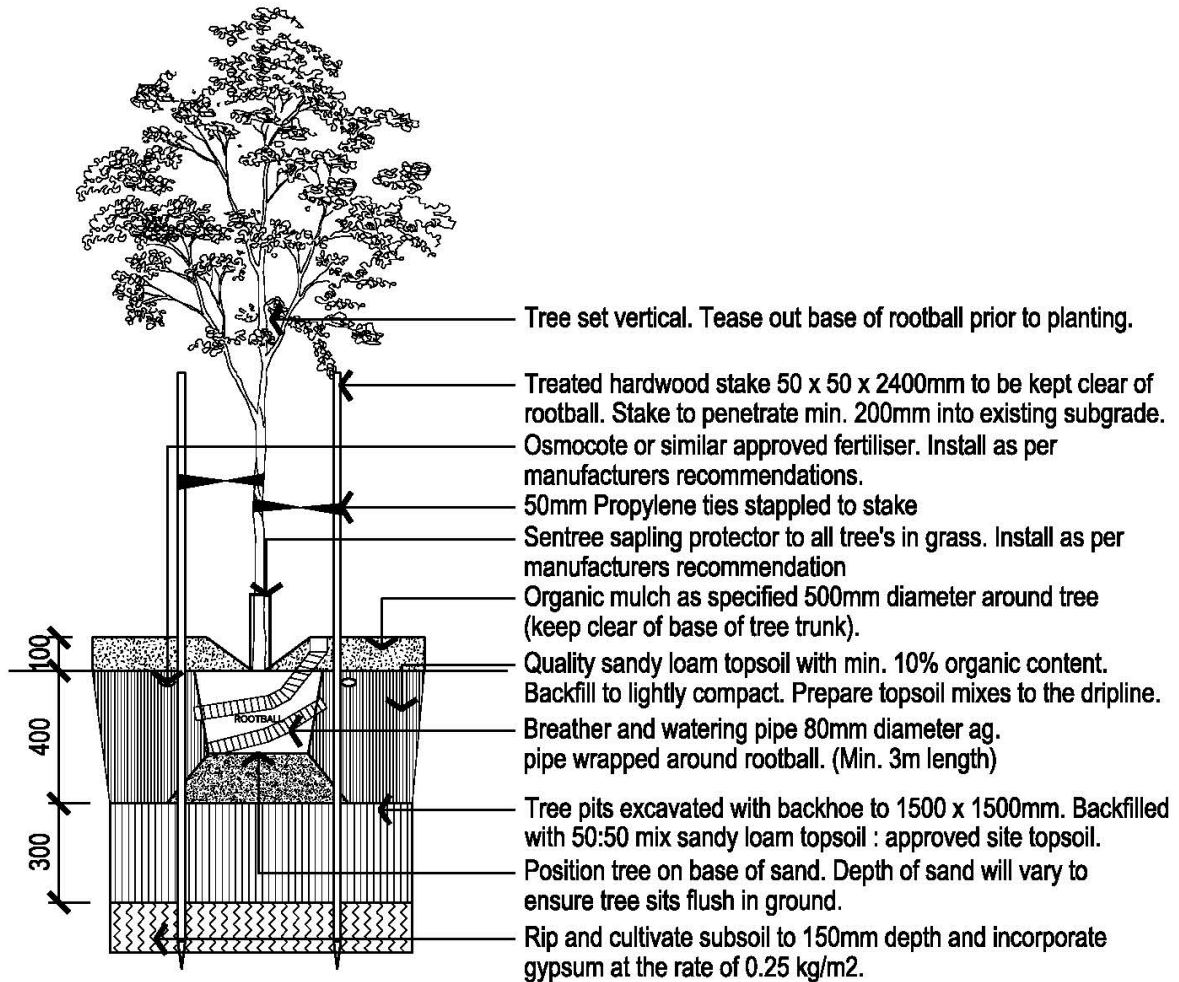 Tree set vertical. Tease out base of rootball prior to planting.
Treated hardwood stake 50 x 50 x 2400mm to be kept clear of
rootball. Stake to penetrate min. 200mm into existing subgrade.
Osmocote or similar approved fertiliser. Install as per
manufacturers recommendations.
50mm Propylene ties stappled to stake
Sentree sapling protector to all tree's in grass. Install as per
manufacturers recommendation
Organic mulch as specified 500mm diameter around tree
(keep clear of base of tree trunk).
Quality sandy loam topsoil with min. 10% organic content.
Backfill to lightly compact. Prepare topsoil mixes to the dripline.
Breather and watering pipe 80mm diameter ag.
pipe wrapped around rootball. (Min. 3m length)
Tree pits excavated with backhoe to 1500 x 1500mm. Backfilled
with 50:50 mix sandy loam topsoil : approved site topsoil.
Position tree on base of sand. Depth of sand will vary to
ensure tree sits flush in ground.
Rip and cultivate subsoil to 150mm depth and incorporate
gypsum at the rate of 0.25 kg/m2.
100
400
300
ROOTBALL